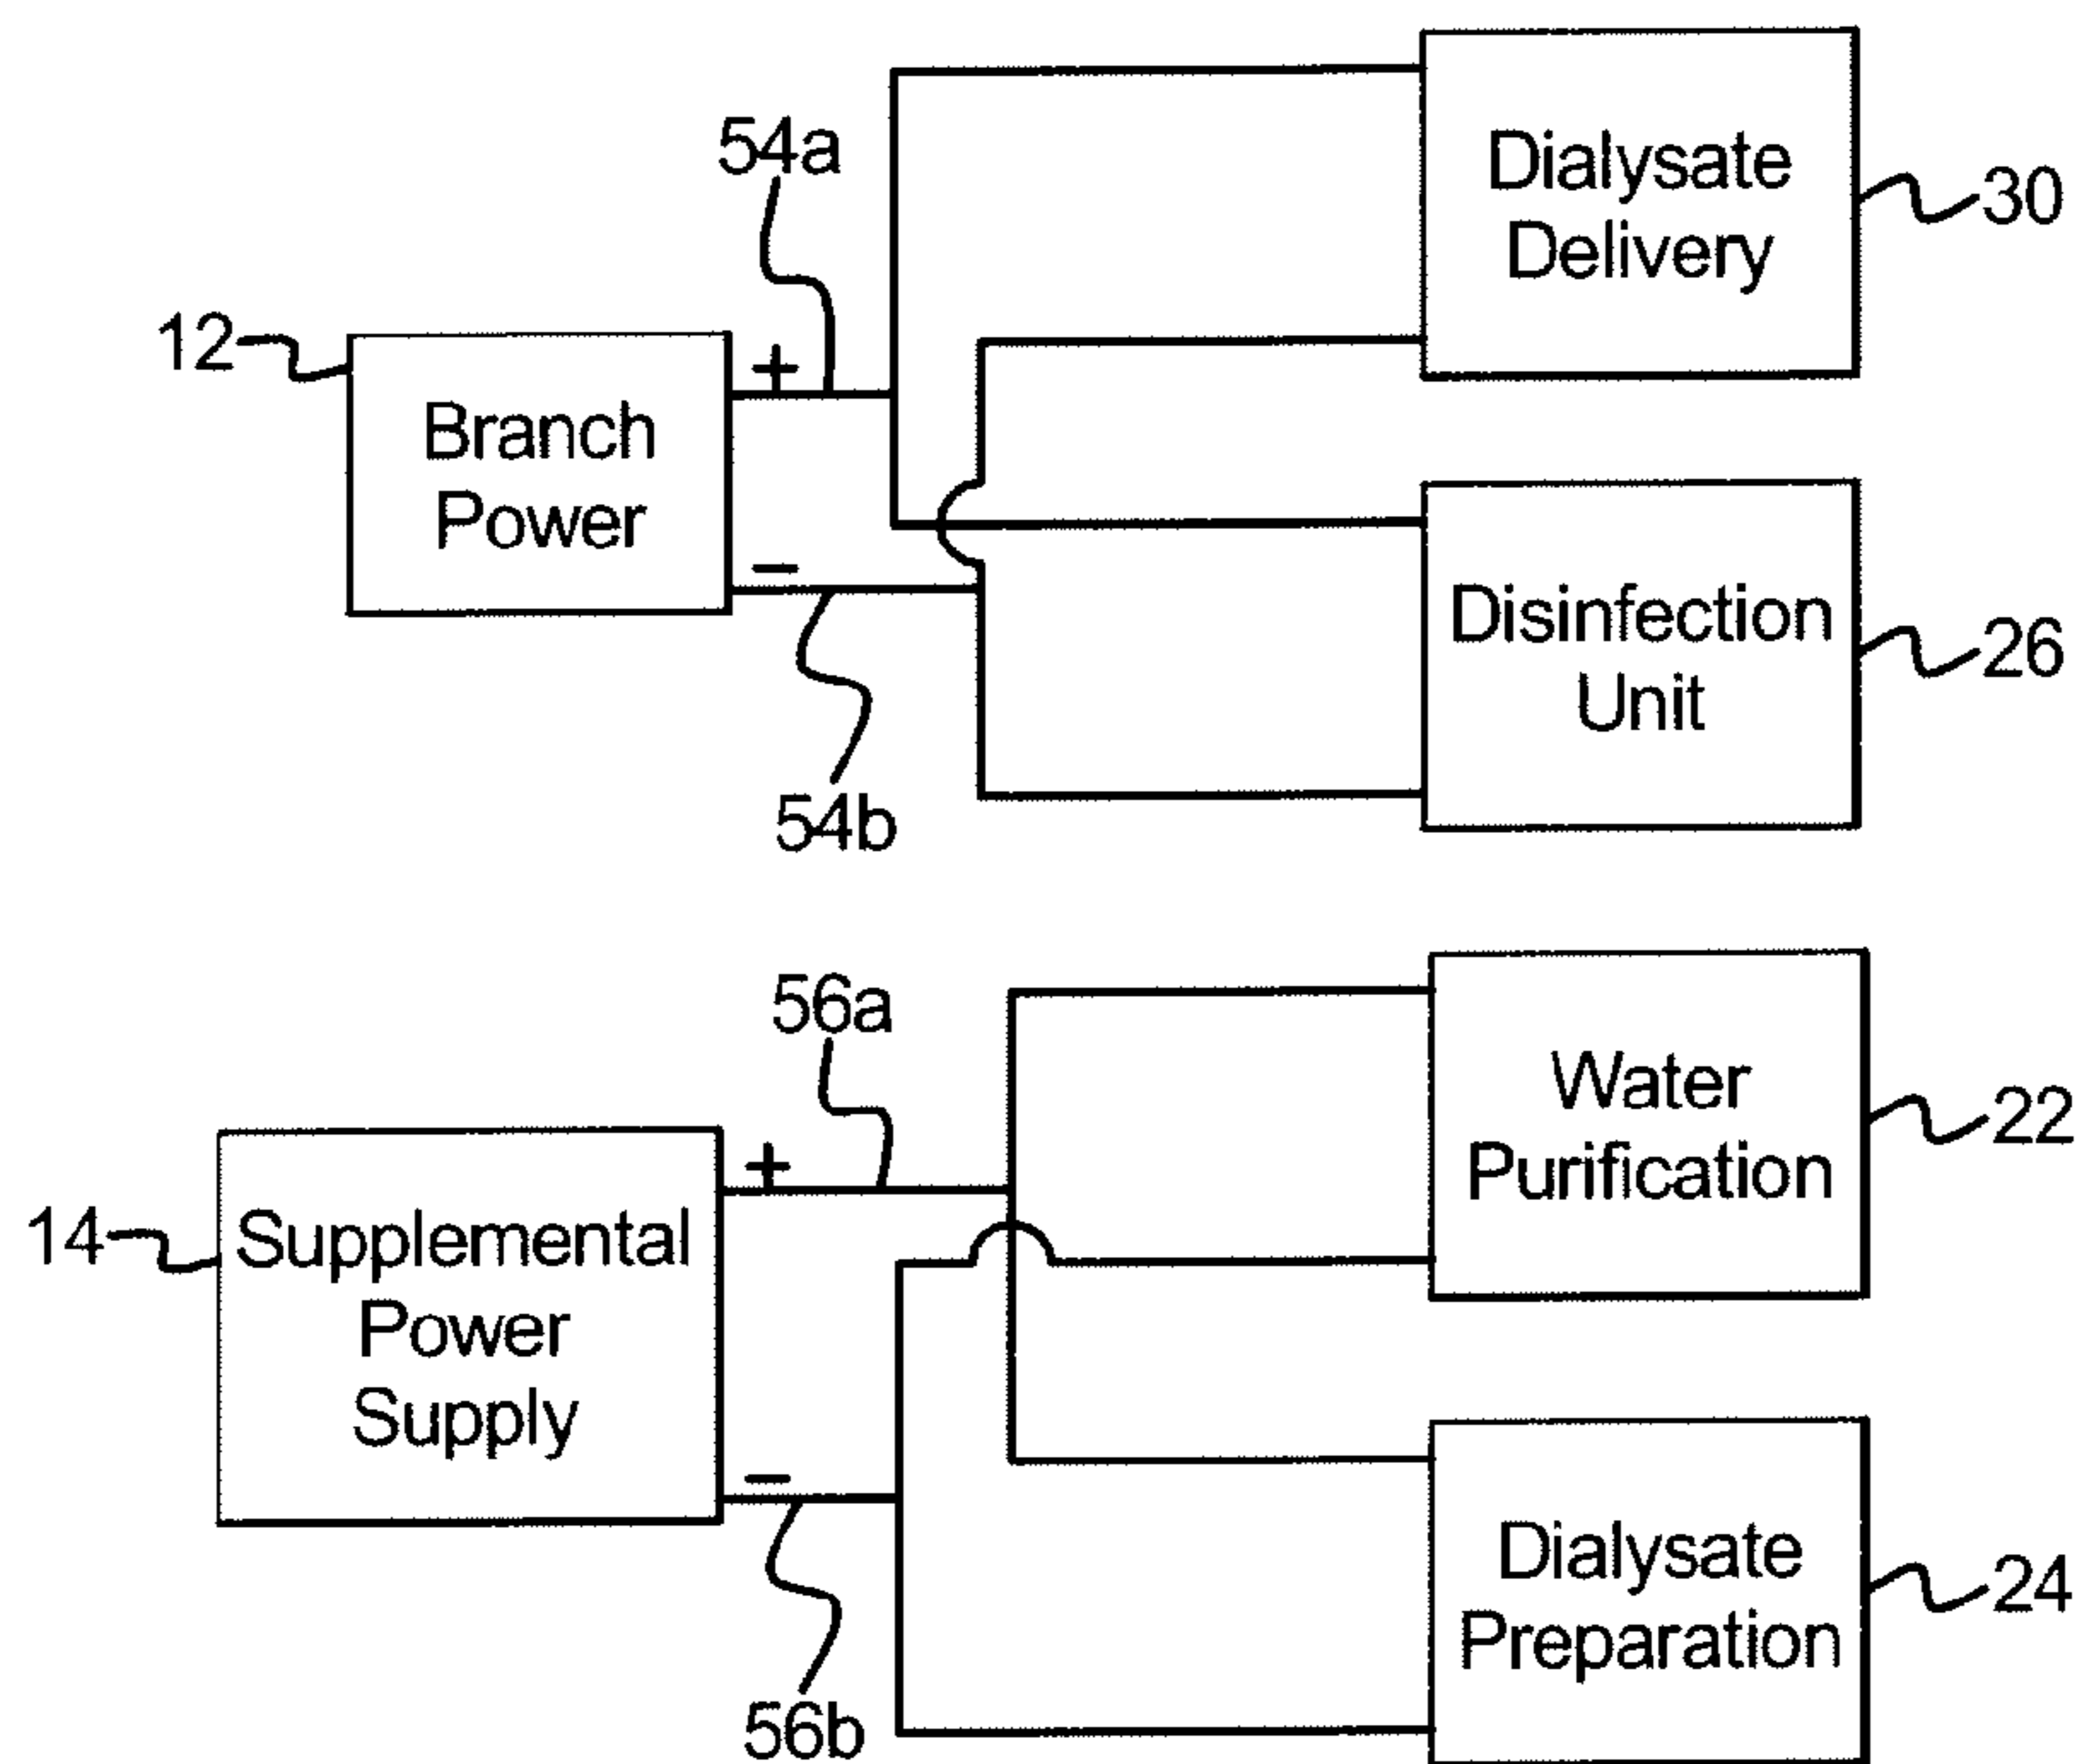 54a
Dialysate
Delivery
30
12
+
Branch
Power
−
54b
Disinfection
Unit
26
56a
Water
Purification
22
14
+
Supplemental
Power
Supply
−
56b
Dialysate
Preparation
24